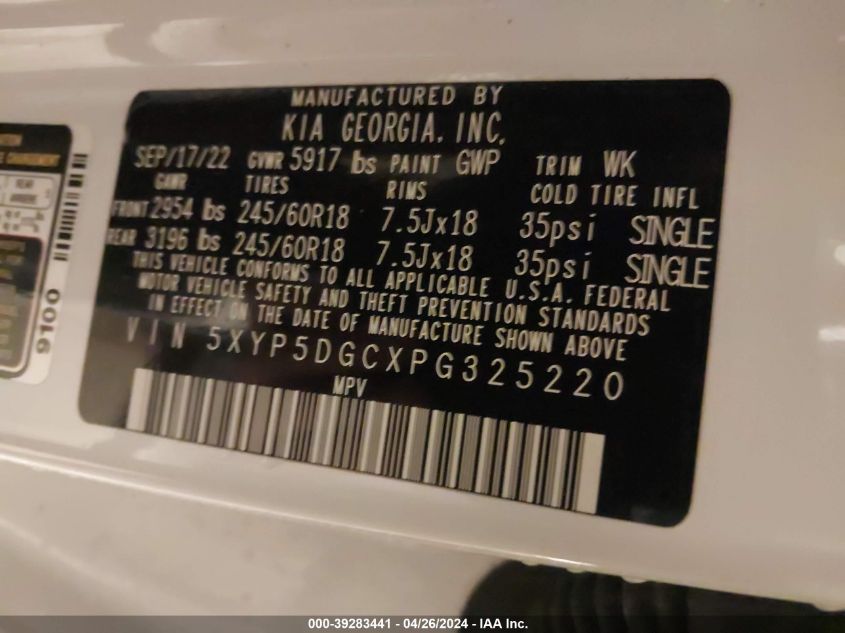 MANUFACTURED BY
KIA GEORGIA, INC.
SEP/17/22 GVWR 5917 lbs PAINT GWP TRIM WK
GAWR TIRES RIMS COLD TIRE INFL
FRONT 2954 lbs 245/60R18 7.5Jx18 35psi SINGLE
REAR 3196 lbs 245/60R18 7.5Jx18 35psi SINGLE
THIS VEHICLE CONFORMS TO ALL APPLICABLE U.S.A. FEDERAL
MOTOR VEHICLE SAFETY AND THEFT PREVENTION STANDARDS
IN EFFECT ON THE DATE OF MANUFACTURE SHOWN ABOVE
VIN 5XYP5DGCXPG325220
MPV
REAR
9100
000-39283441 - 04/26/2024 - IAA Inc.